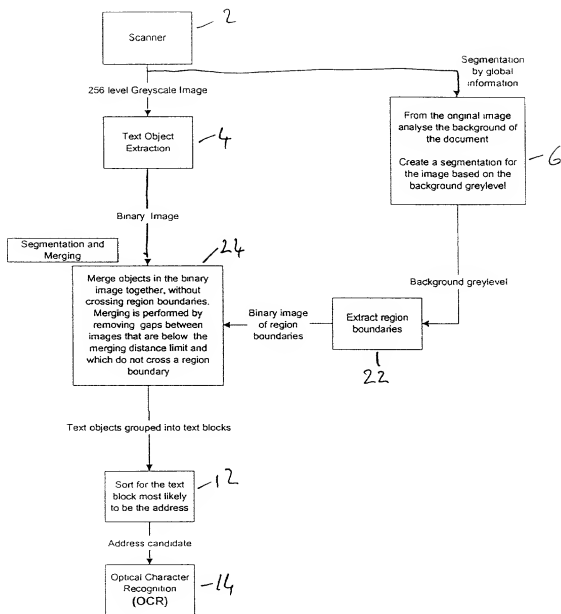 Scanner
2
256 level Greyscale Image
Segmentation
by global
information
Text Object
Extraction
4
From the original image
analyse the background of
the document
Create a segmentation for
the image based on the
background greylevel
6
Binary Image
Segmentation and
Merging
24
Merge objects in the binary
image together, without
crossing region boundaries.
Merging is performed by
removing gaps between
images that are below the
merging distance limit and
which do not cross a region
boundary
Background greylevel
Binary image
of region
boundaries
Extract region
boundaries
22
Text objects grouped into text blocks
Sort for the text
block most likely
to be the address
12
Address candidate
Optical Character
Recognition
(OCR)
14